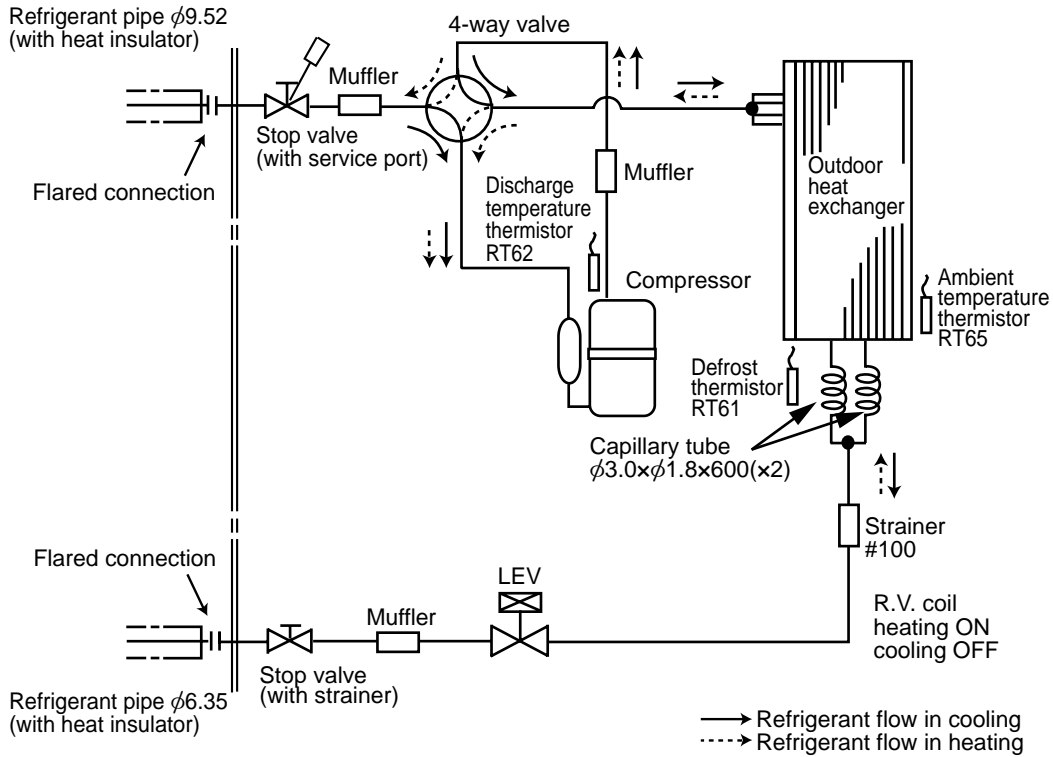 Refrigerant pipe ϕ9.52
(with heat insulator)
4-way valve
Muffler
Stop valve
(with service port)
Flared connection
Discharge
temperature
thermistor
RT62
Muffler
Compressor
Outdoor
heat
exchanger
Ambient
temperature
thermistor
RT65
Defrost
thermistor
RT61
Capillary tube
ϕ3.0×ϕ1.8×600(×2)
Strainer
#100
Flared connection
LEV
Muffler
R.V. coil
heating ON
cooling OFF
Stop valve
(with strainer)
Refrigerant pipe ϕ6.35
(with heat insulator)
Refrigerant flow in cooling
Refrigerant flow in heating